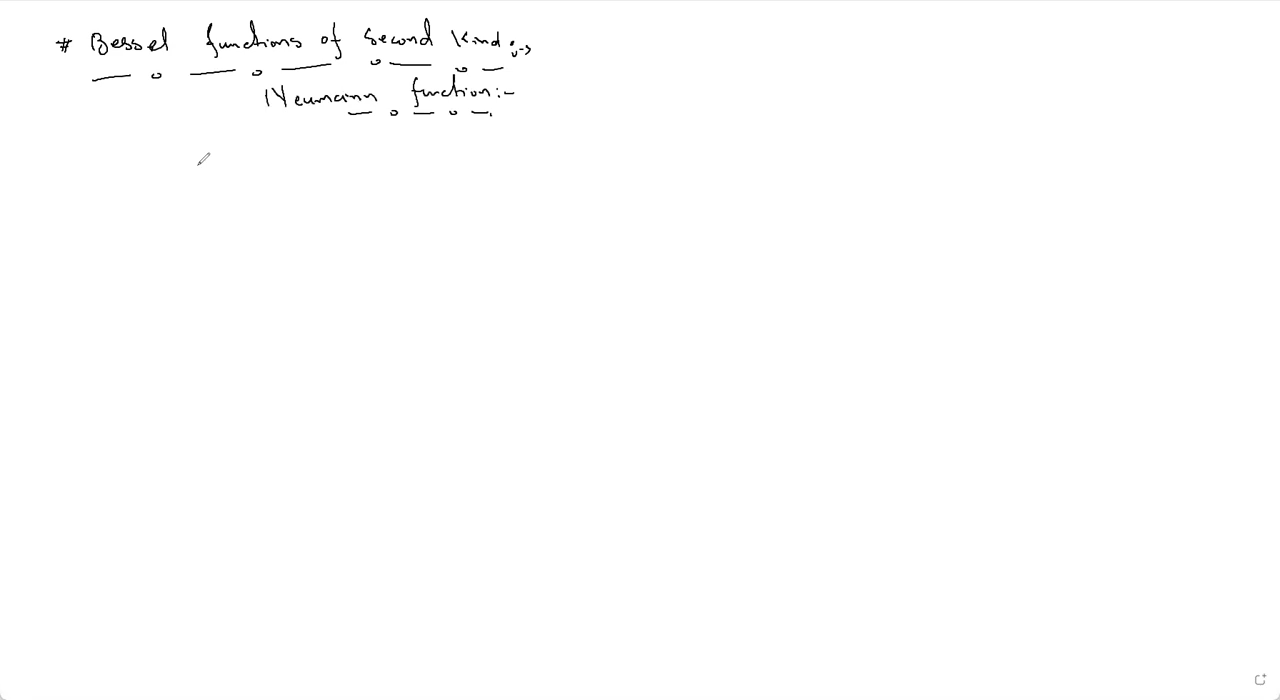 # Bessel functions of second kind :->
Neumann function :-